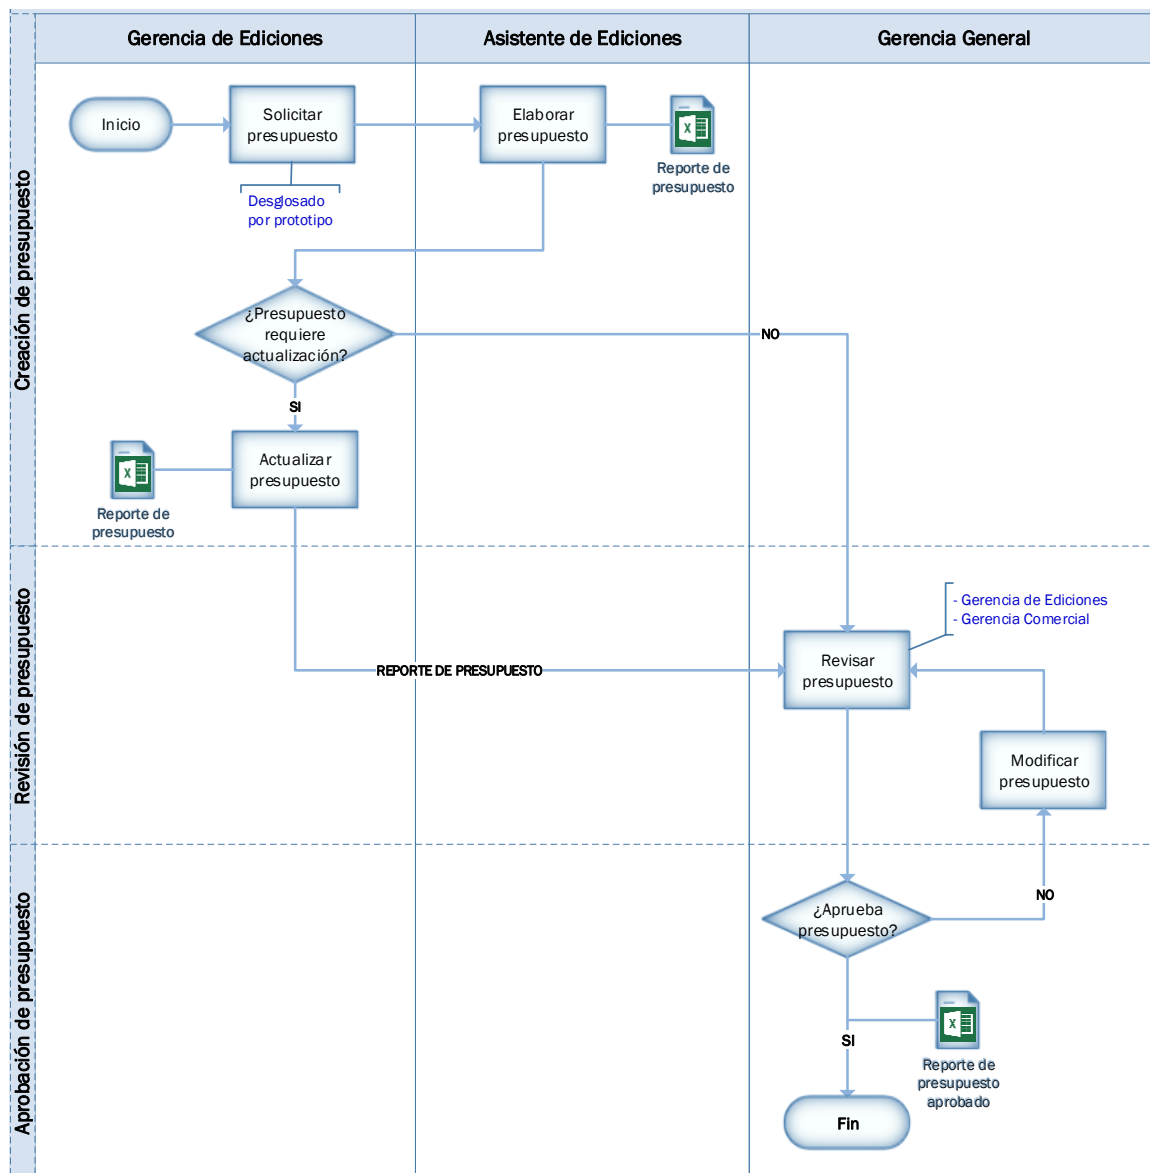 Gerencia de Ediciones
Asistente de Ediciones
Gerencia General
Creación de presupuesto
Inicio
Solicitar
presupuesto
Desglosado
por prototipo
Elaborar
presupuesto
X
Reporte de
presupuesto
¿Presupuesto
requiere
actualización?
NO
SI
Actualizar
presupuesto
X
Reporte de
presupuesto
Revisión de presupuesto
- Gerencia de Ediciones
- Gerencia Comercial
Revisar
presupuesto
REPORTE DE PRESUPUESTO
Modificar
presupuesto
Aprobación de presupuesto
¿Aprueba
presupuesto?
NO
SI
X
Reporte de
presupuesto
aprobado
Fin